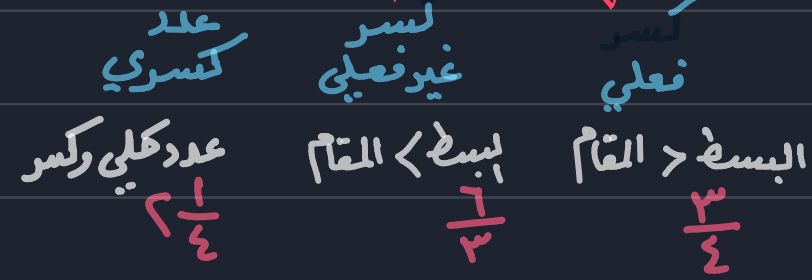 كسر
فعلي
كسر
غير فعلي
عدد
كسري
البسط < المقام
البسط > المقام
عدد كلي وكسر
٣/٤
٦/٣
٢ ١/٤